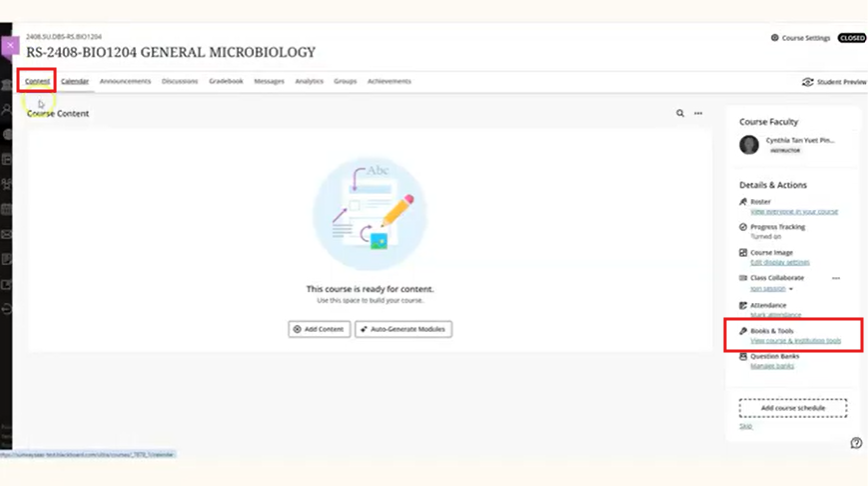 2408.SU.DBS-RS.BIO1204
RS-2408-BIO1204 GENERAL MICROBIOLOGY
Course Settings CLOSED
Content Calendar Announcements Discussions Gradebook Messages Analytics Groups Achievements
Student Preview
Course Content
Abc
This course is ready for content.
Use this space to build your course.
Add Content Auto-Generate Modules
Course Faculty
Cynthia Tan Yuet Pin...
INSTRUCTOR
Details & Actions
Roster
View everyone in your course
Progress Tracking
Turned on
Course Image
Edit display settings
Class Collaborate
Join session
Attendance
Mark attendance
Books & Tools
View course & institution tools
Question Banks
Manage banks
Add course schedule
Skip